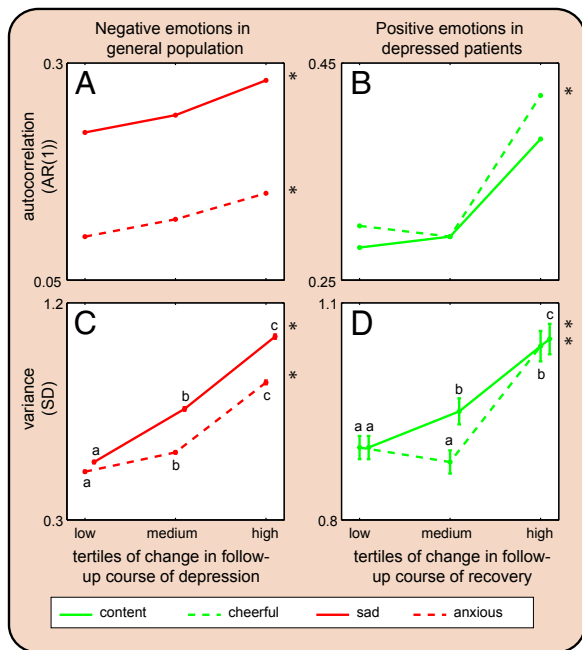 Negative emotions in
general population
Positive emotions in
depressed patients
autocorrelation
(AR(1))
0.3
0.05
A
*
*
0.45
0.25
B
*
variance
(SD)
1.2
0.3
C
a
a
b
b
c
c
*
*
low
medium
high
tertiles of change in follow-
up course of depression
1.1
0.8
D
a a
b
a
c
b
*
*
low
medium
high
tertiles of change in follow-
up course of recovery
content
cheerful
sad
anxious